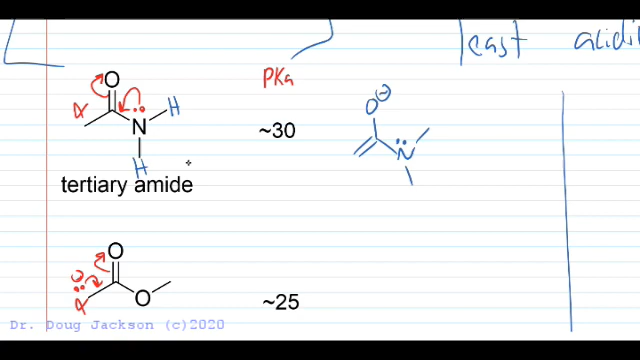 least acidi
O
PKa
α
N
H
H
~30
O
N
tertiary amide
O
α
O
~25
Dr. Doug Jackson (c)2020